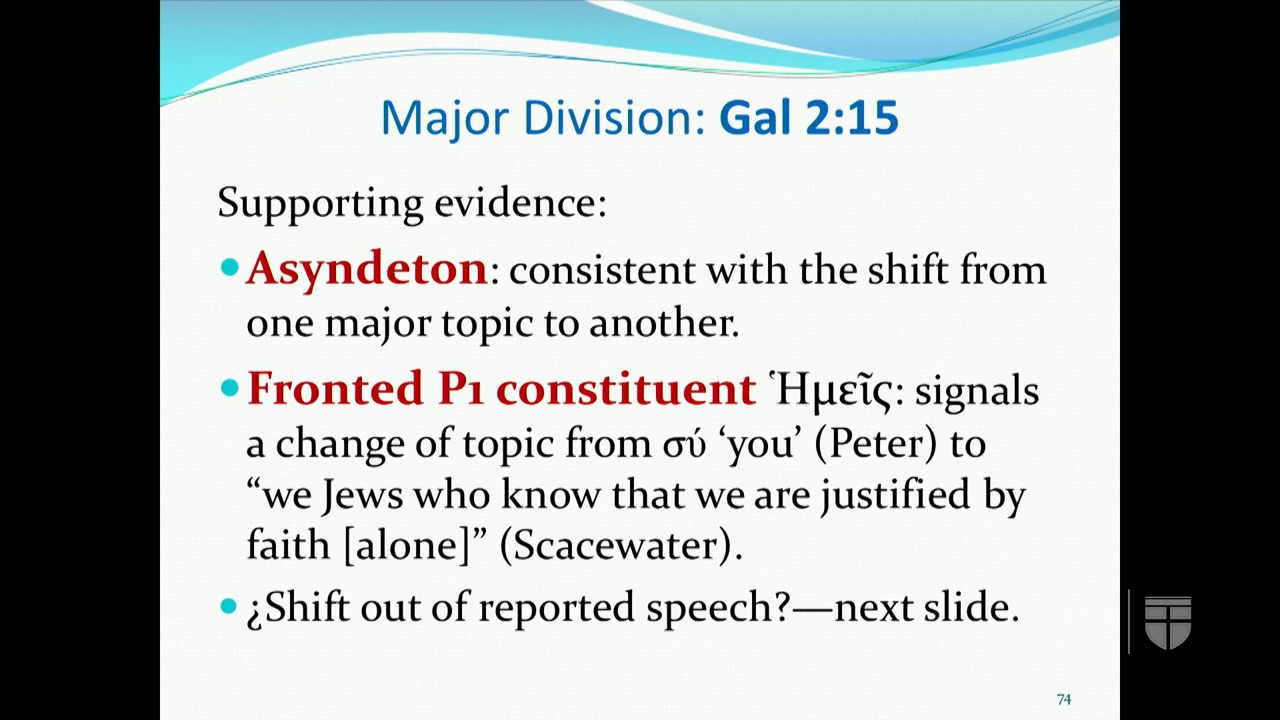 Major Division: Gal 2:15
Supporting evidence:
• Asyndeton: consistent with the shift from
one major topic to another.
• Fronted P1 constituent Ἡμεῖς: signals
a change of topic from σύ ‘you’ (Peter) to
“we Jews who know that we are justified by
faith [alone]” (Scacewater).
• ¿Shift out of reported speech?—next slide.
74